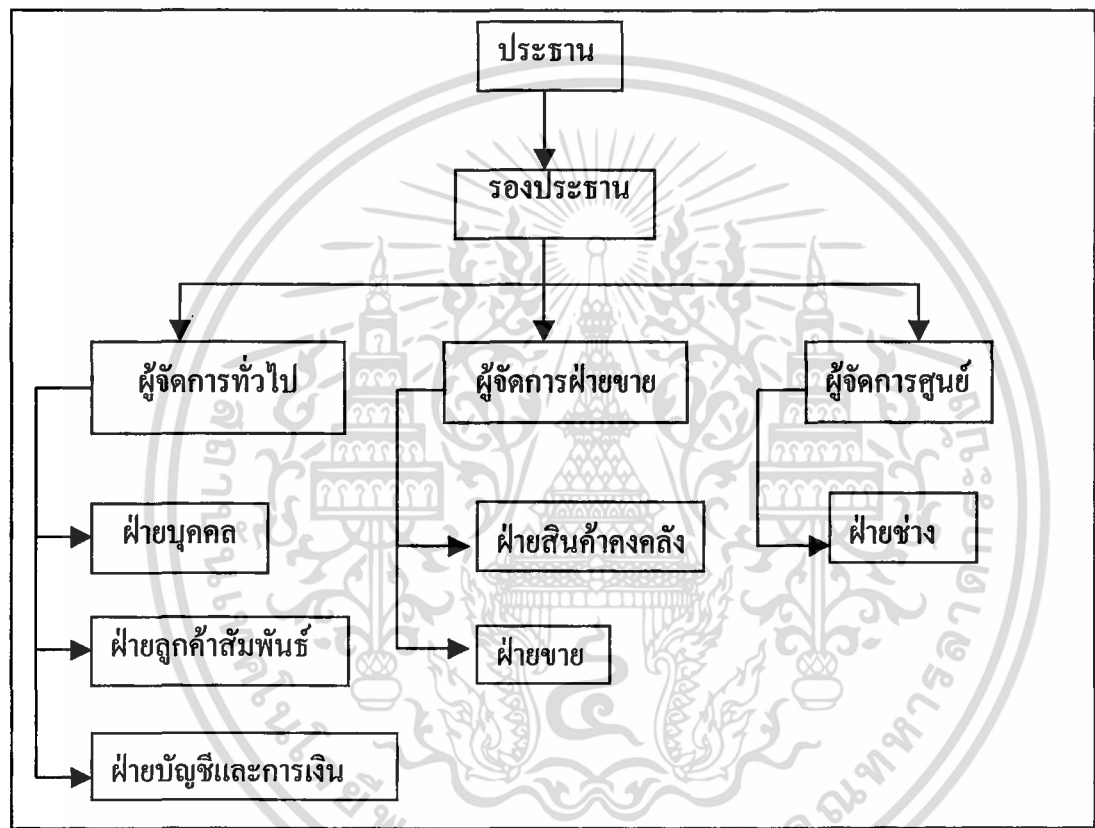 ประธาน
รองประธาน
ผู้จัดการทั่วไป
ผู้จัดการฝ่ายขาย
ผู้จัดการศูนย์
ฝ่ายบุคคล
ฝ่ายสินค้าคงคลัง
ฝ่ายช่าง
ฝ่ายลูกค้าสัมพันธ์
ฝ่ายขาย
ฝ่ายบัญชีและการเงิน